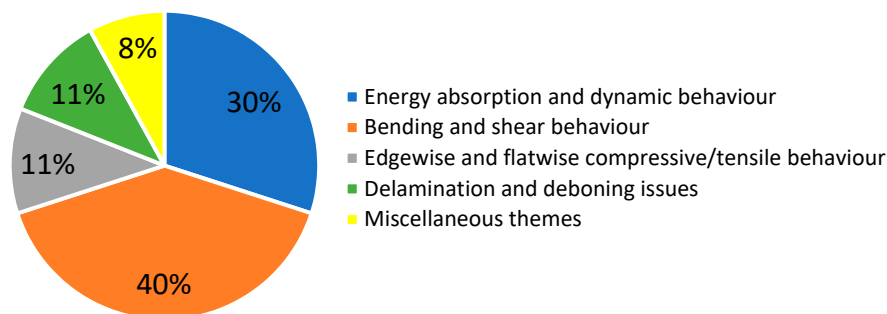 8%
30%
11%
11%
40%
Energy absorption and dynamic behaviour
Bending and shear behaviour
Edgewise and flatwise compressive/tensile behaviour
Delamination and deboning issues
Miscellaneous themes